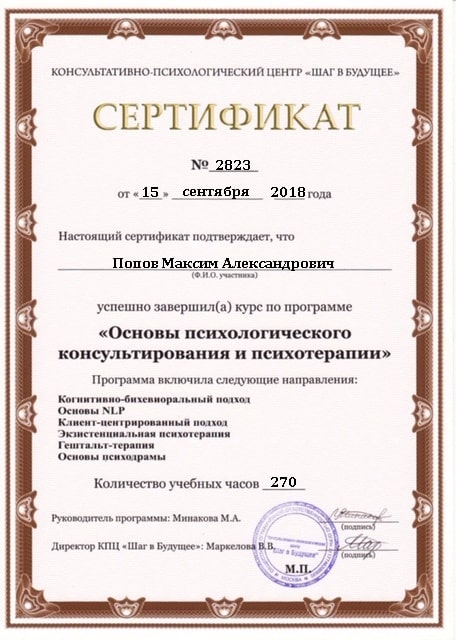 КОНСУЛЬТАТИВНО-ПСИХОЛОГИЧЕСКИЙ ЦЕНТР «ШАГ В БУДУЩЕЕ»
СЕРТИФИКАТ
№ 2823
от « 15 » сентября 2018 года
Настоящий сертификат подтверждает, что
Попов Максим Александрович
(Ф.И.О. участника)
успешно завершил(а) курс по программе
«Основы психологического
консультирования и психотерапии»
Программа включила следующие направления:
Когнитивно-бихевиоральный подход
Основы NLP
Клиент-центрированный подход
Экзистенциальная психотерапия
Гештальт-терапия
Основы психодрамы
Количество учебных часов 270
Руководитель программы: Минакова М.А.
(подпись)
Директор КПЦ «Шаг в Будущее»: Маркелова В.В.
(подпись)
"Шаг в Будущее"
М.П.
МОСКВА